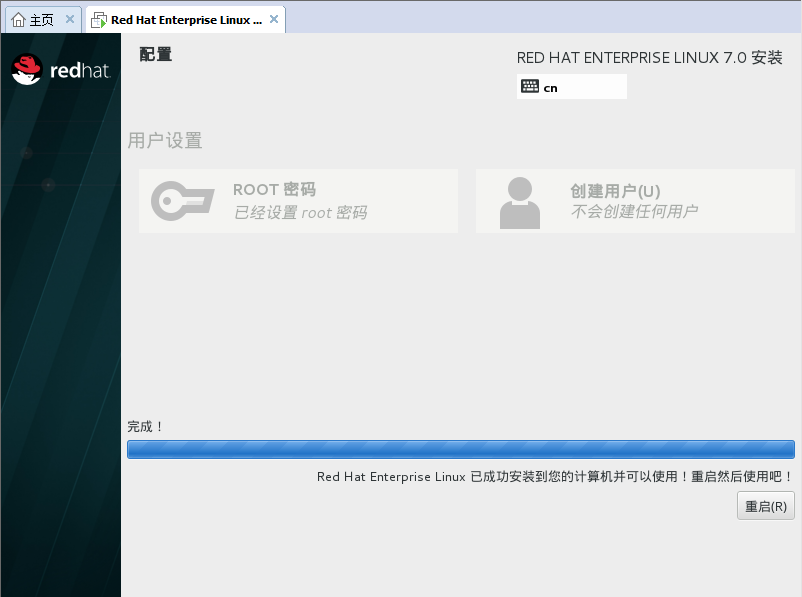 主页
Red Hat Enterprise Linux ...
redhat.
配置
RED HAT ENTERPRISE LINUX 7.0 安装
cn
用户设置
ROOT 密码
已经设置 root 密码
创建用户(U)
不会创建任何用户
完成！
Red Hat Enterprise Linux 已成功安装到您的计算机并可以使用！重启然后使用吧！
重启(R)